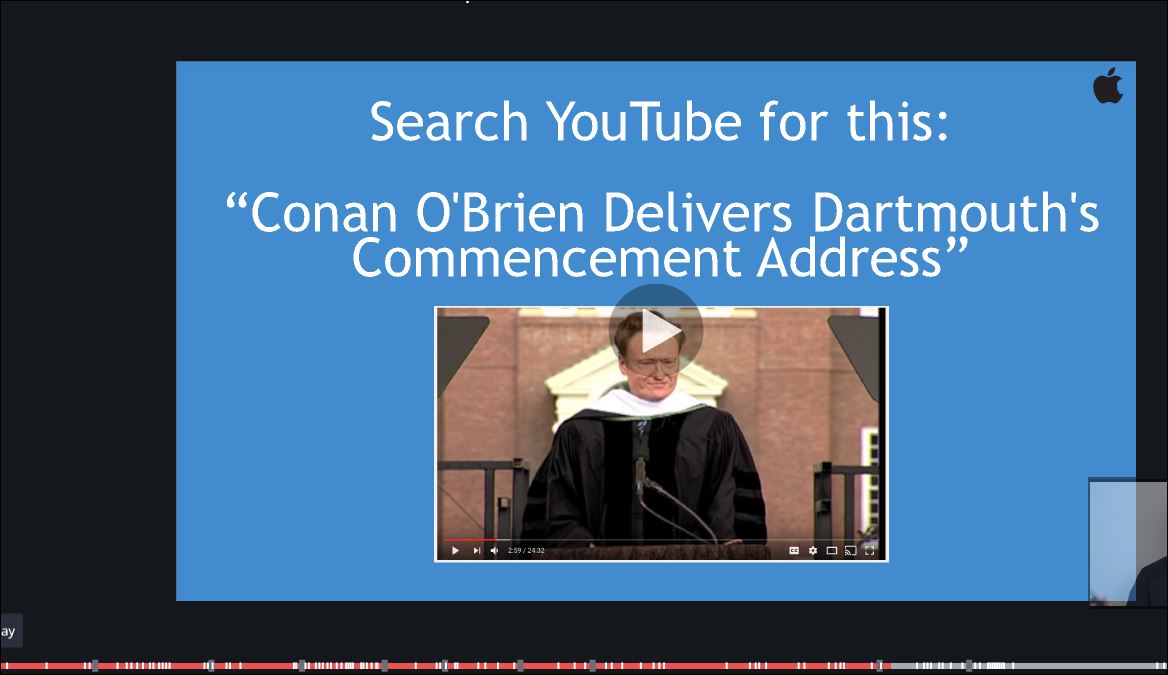 Search YouTube for this:
“Conan O'Brien Delivers Dartmouth's
Commencement Address”
2:59 / 24:32
ay